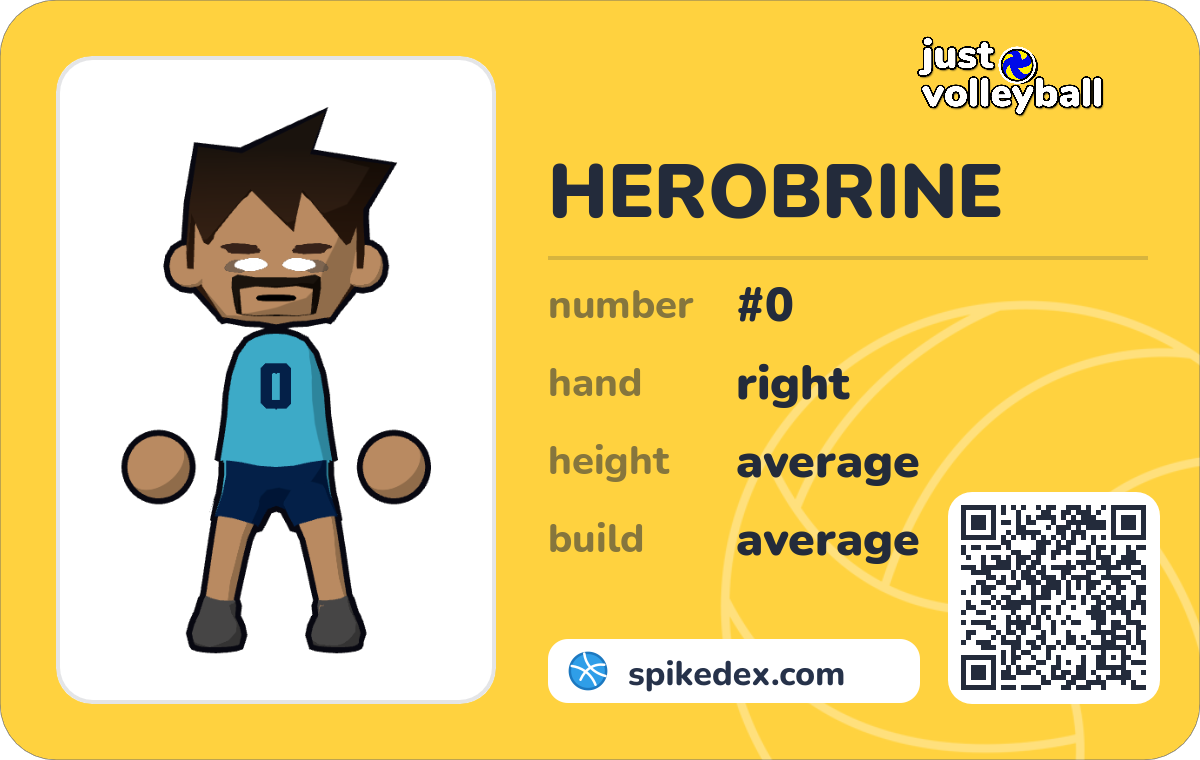 just
volleyball
HEROBRINE
number #0
hand right
height average
build average
0
spikedex.com